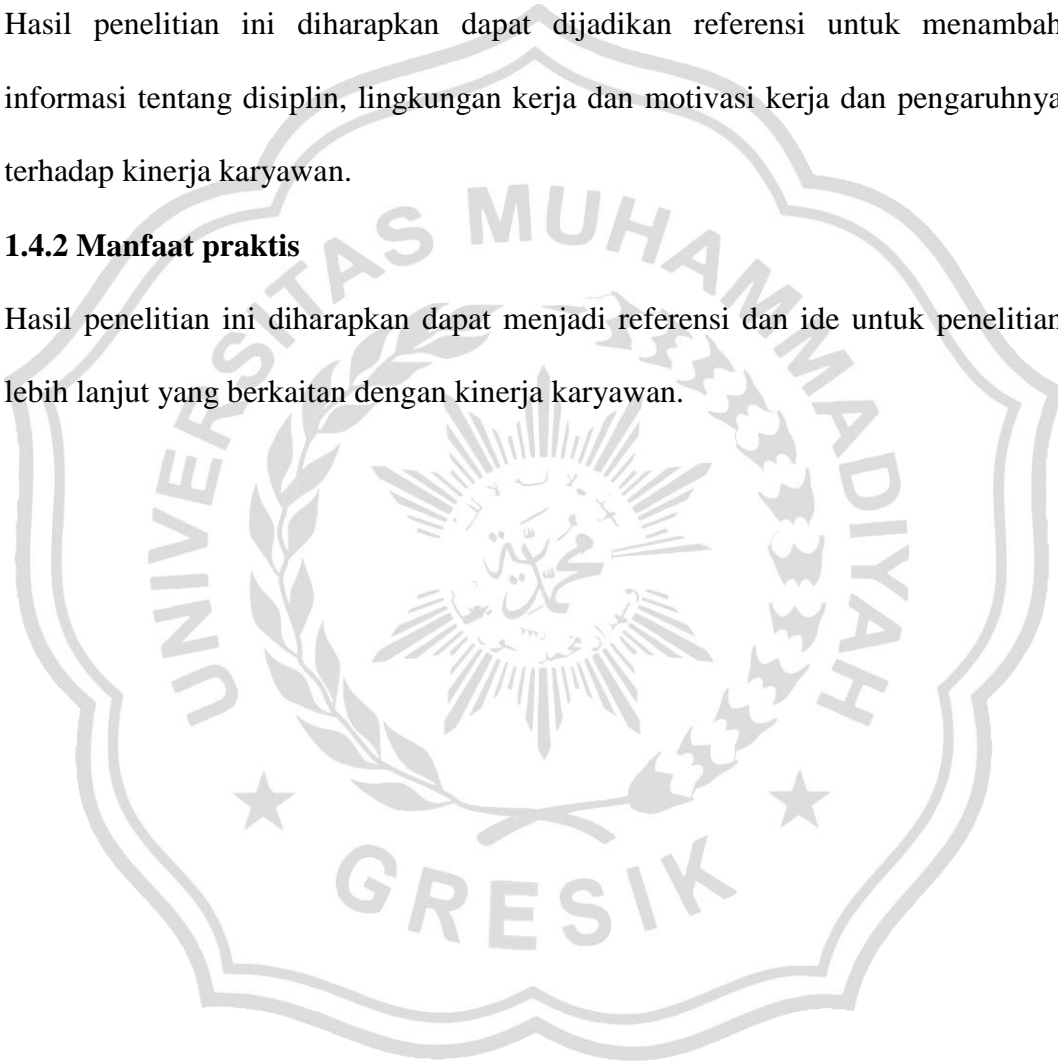 Hasil penelitian ini diharapkan dapat dijadikan referensi untuk menambah
informasi tentang disiplin, lingkungan kerja dan motivasi kerja dan pengaruhnya
terhadap kinerja karyawan.
1.4.2 Manfaat praktis
Hasil penelitian ini diharapkan dapat menjadi referensi dan ide untuk penelitian
lebih lanjut yang berkaitan dengan kinerja karyawan.
UNIVERSITAS MUHAMMADIYAH
GRESIK